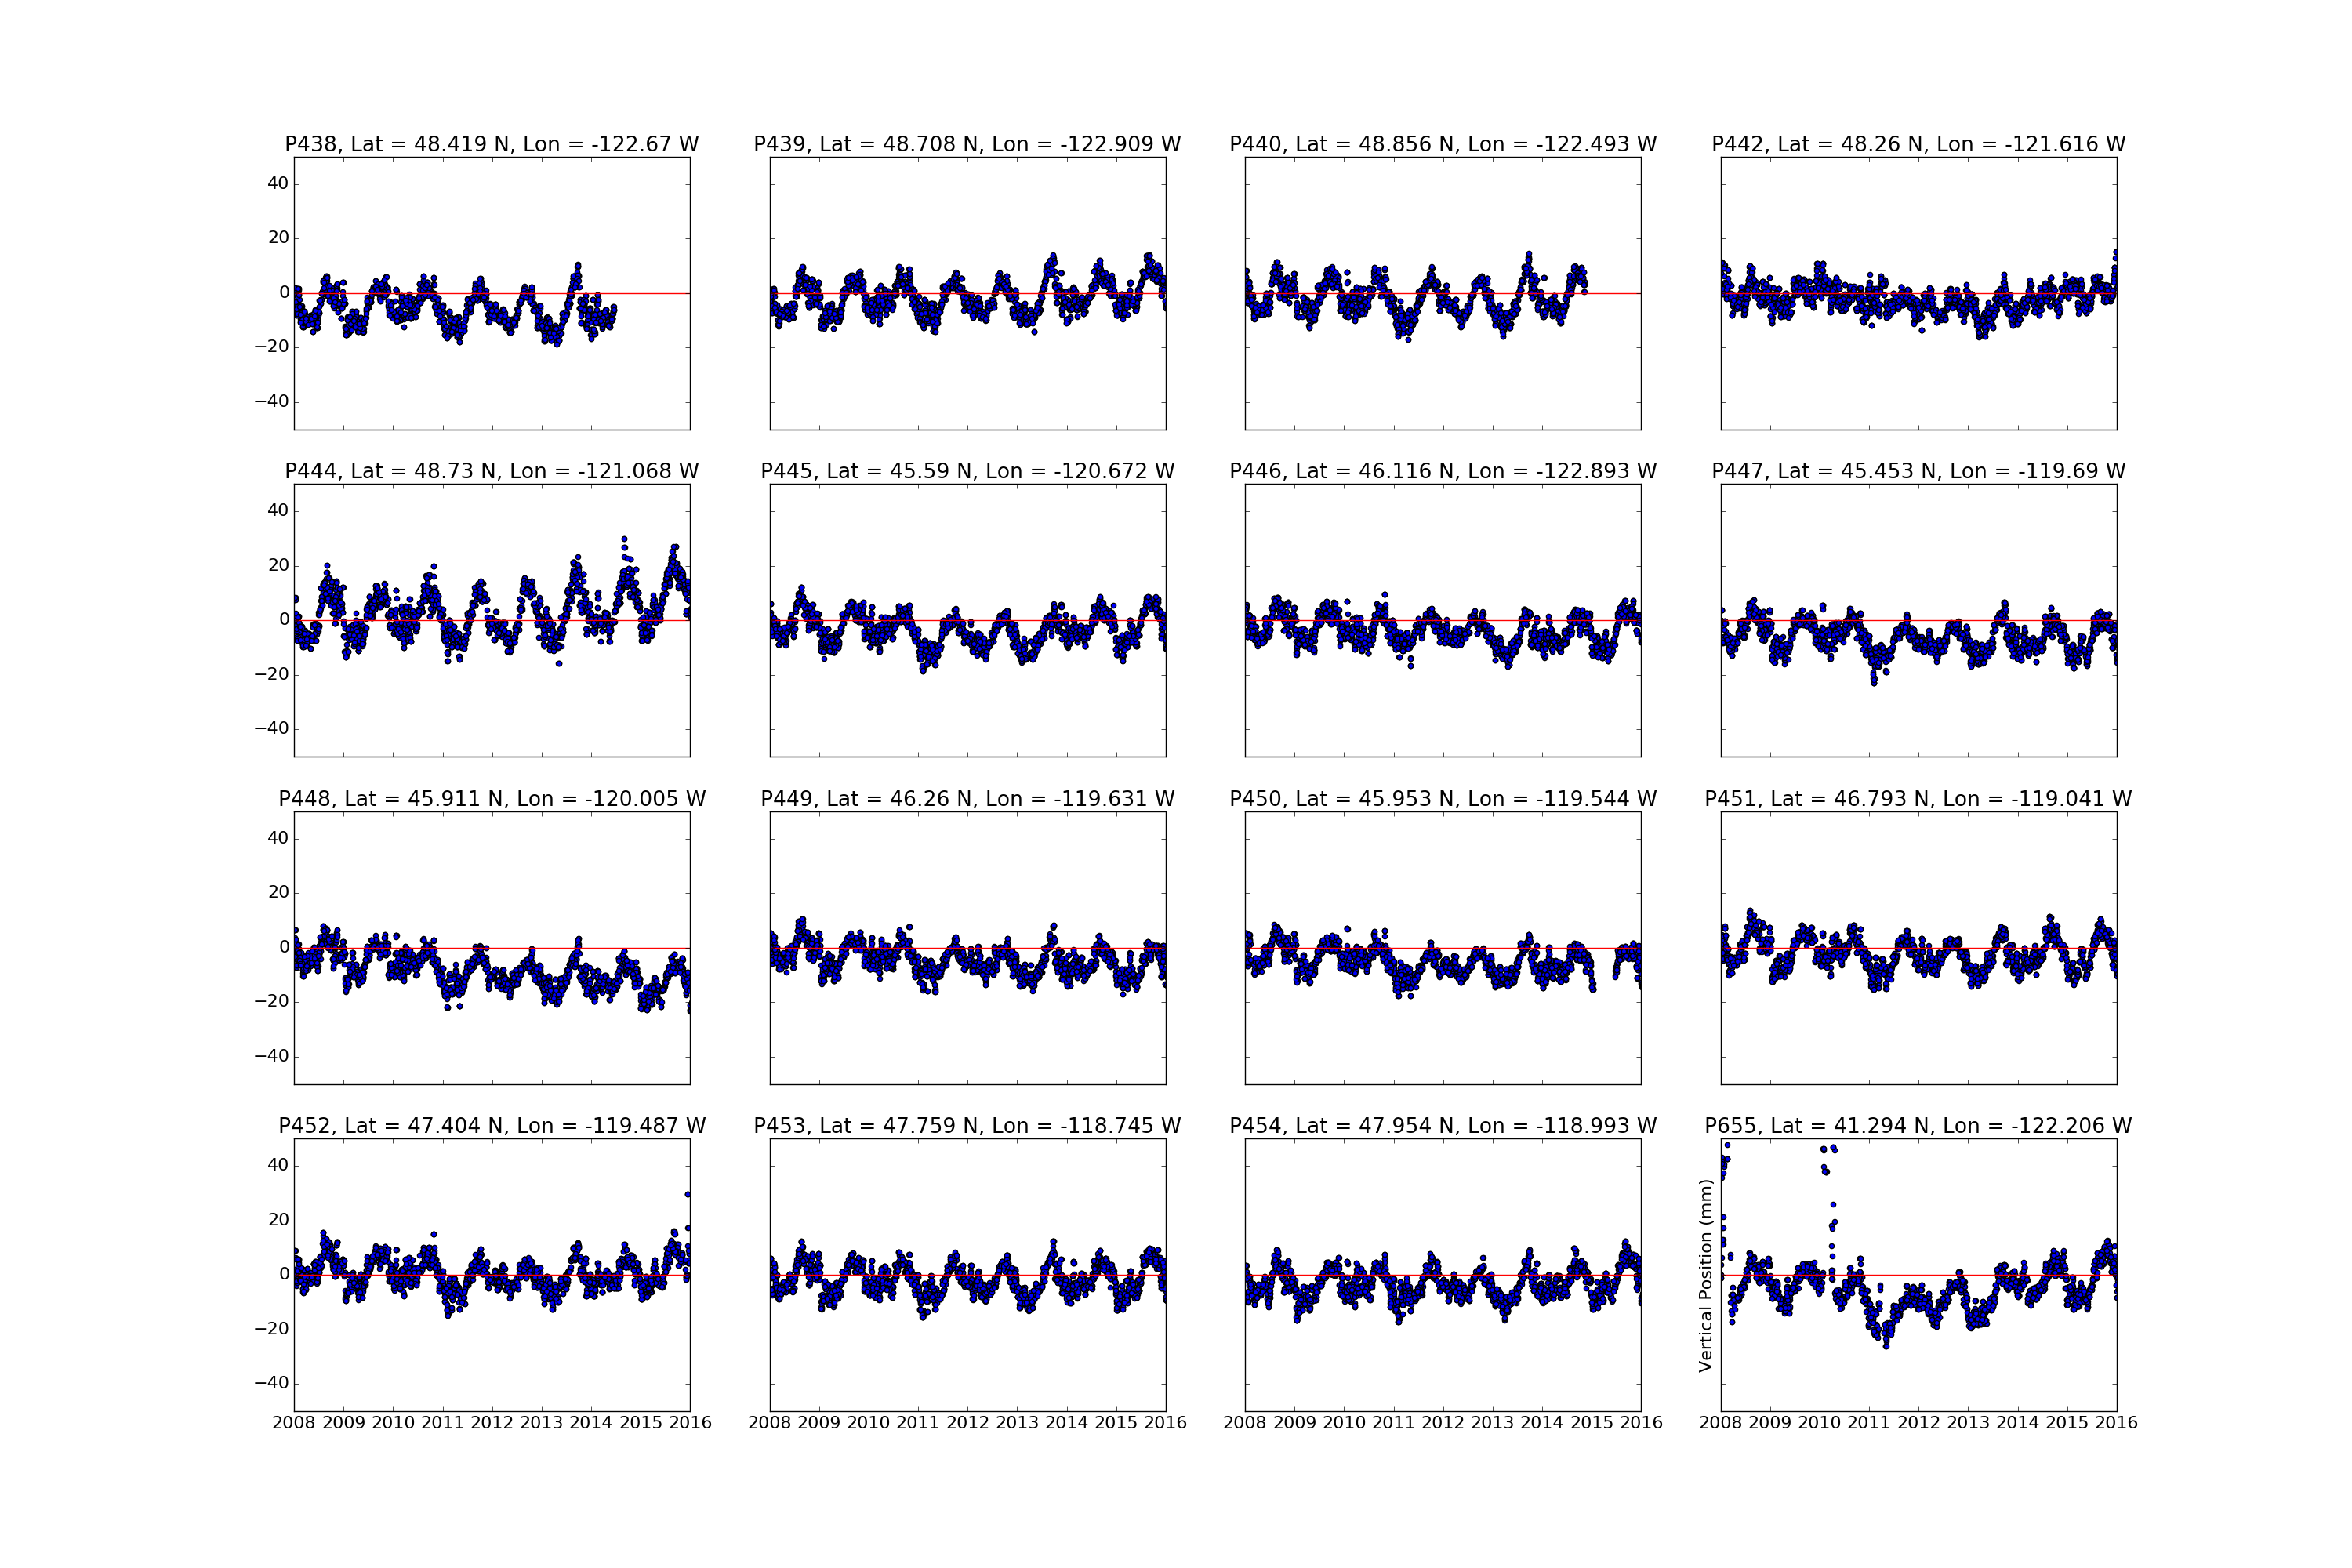 P438, Lat = 48.419 N, Lon = -122.67 W
P439, Lat = 48.708 N, Lon = -122.909 W
P440, Lat = 48.856 N, Lon = -122.493 W
P442, Lat = 48.26 N, Lon = -121.616 W
40
20
0
−20
−40
P444, Lat = 48.73 N, Lon = -121.068 W
P445, Lat = 45.59 N, Lon = -120.672 W
P446, Lat = 46.116 N, Lon = -122.893 W
P447, Lat = 45.453 N, Lon = -119.69 W
40
20
0
−20
−40
P448, Lat = 45.911 N, Lon = -120.005 W
P449, Lat = 46.26 N, Lon = -119.631 W
P450, Lat = 45.953 N, Lon = -119.544 W
P451, Lat = 46.793 N, Lon = -119.041 W
40
20
0
−20
−40
P452, Lat = 47.404 N, Lon = -119.487 W
P453, Lat = 47.759 N, Lon = -118.745 W
P454, Lat = 47.954 N, Lon = -118.993 W
P655, Lat = 41.294 N, Lon = -122.206 W
40
20
0
−20
−40
Vertical Position (mm)
2008 2009 2010 2011 2012 2013 2014 2015 2016
2008 2009 2010 2011 2012 2013 2014 2015 2016
2008 2009 2010 2011 2012 2013 2014 2015 2016
2008 2009 2010 2011 2012 2013 2014 2015 2016